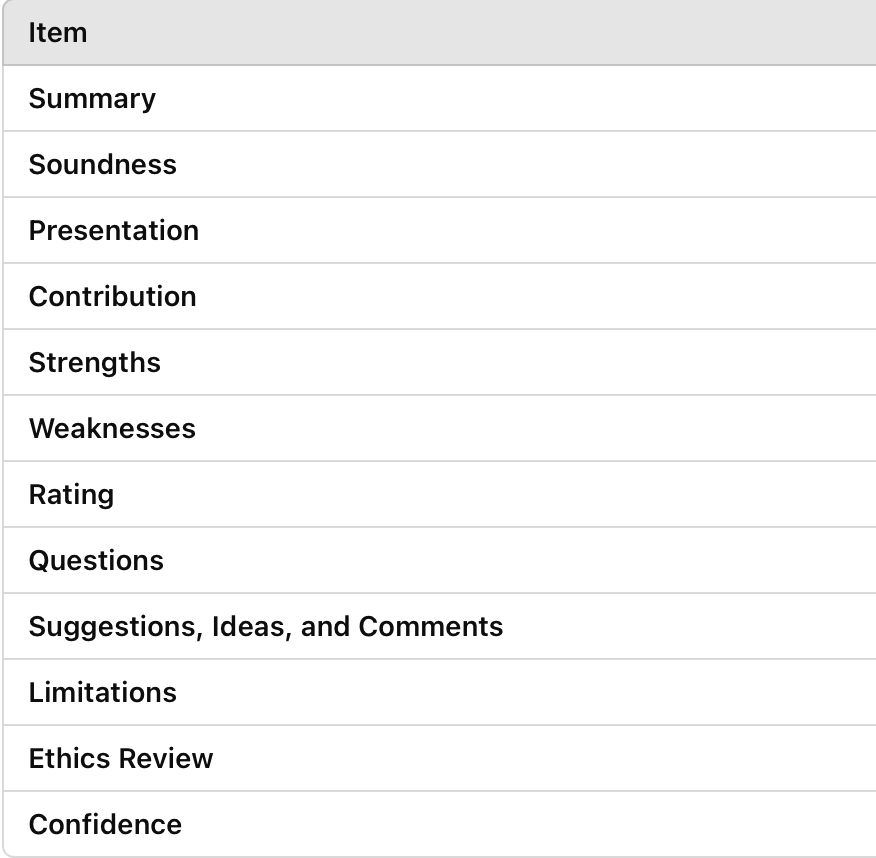 Item
Summary
Soundness
Presentation
Contribution
Strengths
Weaknesses
Rating
Questions
Suggestions, Ideas, and Comments
Limitations
Ethics Review
Confidence